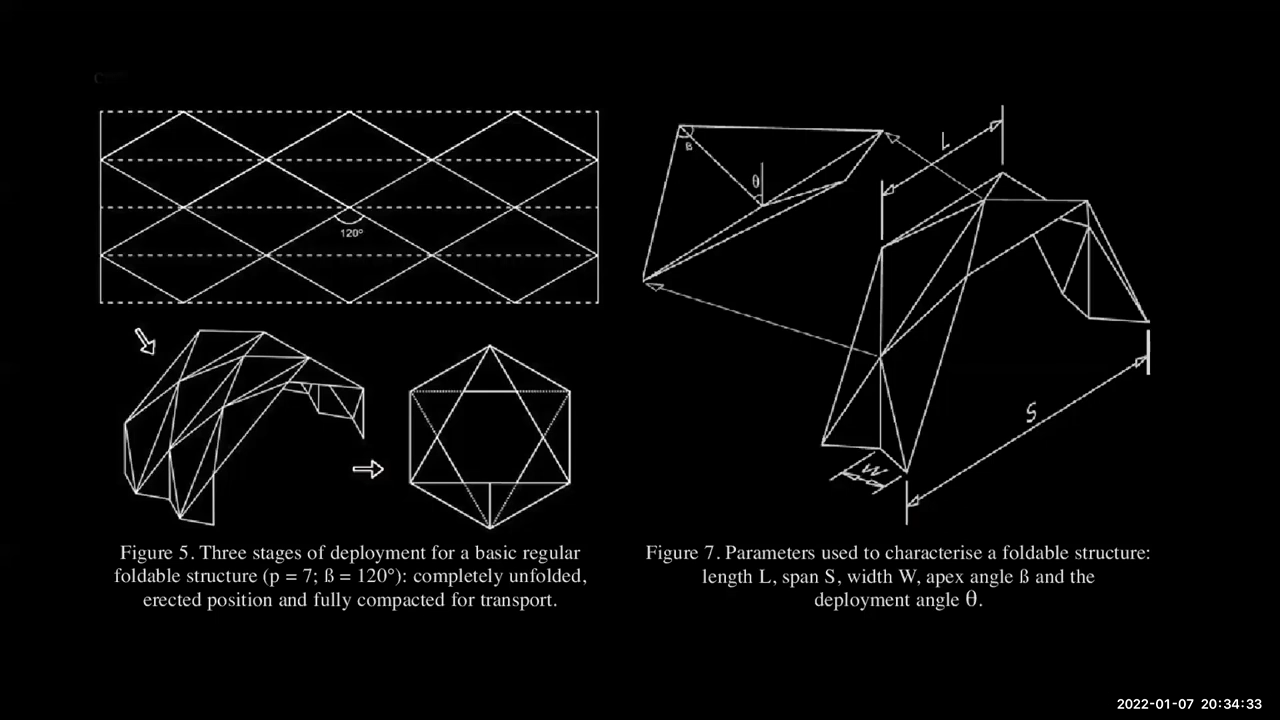 120°
Figure 5. Three stages of deployment for a basic regular
foldable structure (p = 7; ß = 120°): completely unfolded,
erected position and fully compacted for transport.
ß
θ
L
S
W
Figure 7. Parameters used to characterise a foldable structure:
length L, span S, width W, apex angle ß and the
deployment angle θ.
2022-01-07 20:34:33